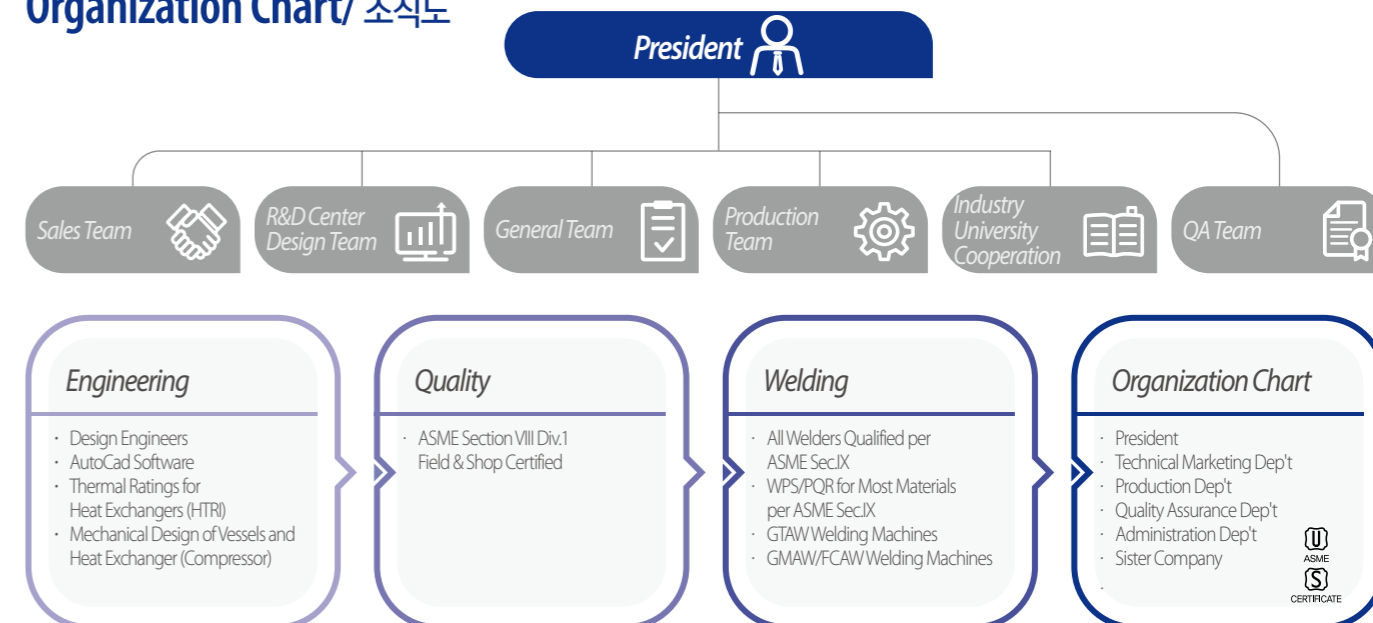 Organization Chart/ 조직도
President
Sales Team
R&D Center
Design Team
General Team
Production
Team
Industry
University
Cooperation
QA Team
Engineering
· Design Engineers
· AutoCad Software
· Thermal Ratings for
Heat Exchangers (HTRI)
· Mechanical Design of Vessels and
Heat Exchanger (Compressor)
Quality
· ASME Section VIII Div.1
Field & Shop Certified
Welding
· All Welders Qualified per
ASME Sec.IX
· WPS/PQR for Most Materials
per ASME Sec.IX
· GTAW Welding Machines
· GMAW/FCAW Welding Machines
Organization Chart
· President
· Technical Marketing Dep't
· Production Dep't
· Quality Assurance Dep't
· Administration Dep't
· Sister Company
·
U
ASME
S
CERTIFICATE